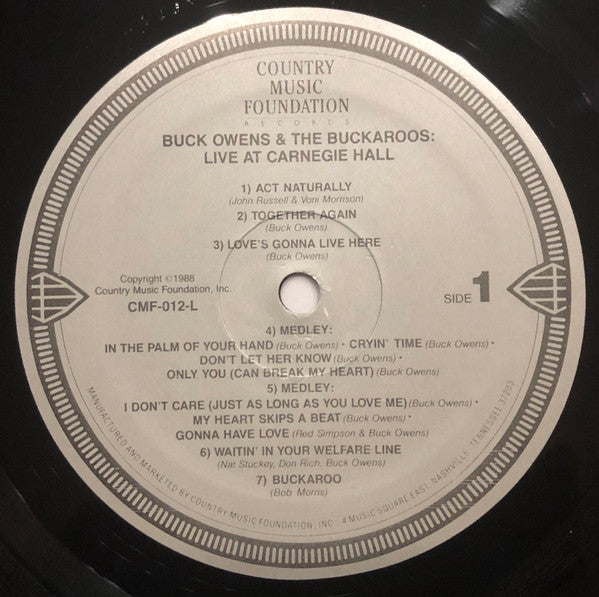 COUNTRY
MUSIC
FOUNDATION
RECORDS
BUCK OWENS & THE BUCKAROOS:
LIVE AT CARNEGIE HALL
1) ACT NATURALLY
(John Russell & Voni Morrison)
2) TOGETHER AGAIN
(Buck Owens)
3) LOVE'S GONNA LIVE HERE
(Buck Owens)
Copyright ©1988
Country Music Foundation, Inc.
CMF-012-L
SIDE 1
4) MEDLEY:
IN THE PALM OF YOUR HAND (Buck Owens) • CRYIN' TIME (Buck Owens) •
DON'T LET HER KNOW (Buck Owens) •
ONLY YOU (CAN BREAK MY HEART) (Buck Owens)
5) MEDLEY:
I DON'T CARE (JUST AS LONG AS YOU LOVE ME) (Buck Owens) •
MY HEART SKIPS A BEAT (Buck Owens) •
GONNA HAVE LOVE (Red Simpson & Buck Owens)
6) WAITIN' IN YOUR WELFARE LINE
(Nat Stuckey, Don Rich, Buck Owens)
7) BUCKAROO
(Bob Morris)
MANUFACTURED AND MARKETED BY COUNTRY MUSIC FOUNDATION, INC. 4 MUSIC SQUARE EAST, NASHVILLE, TENNESSEE 37203